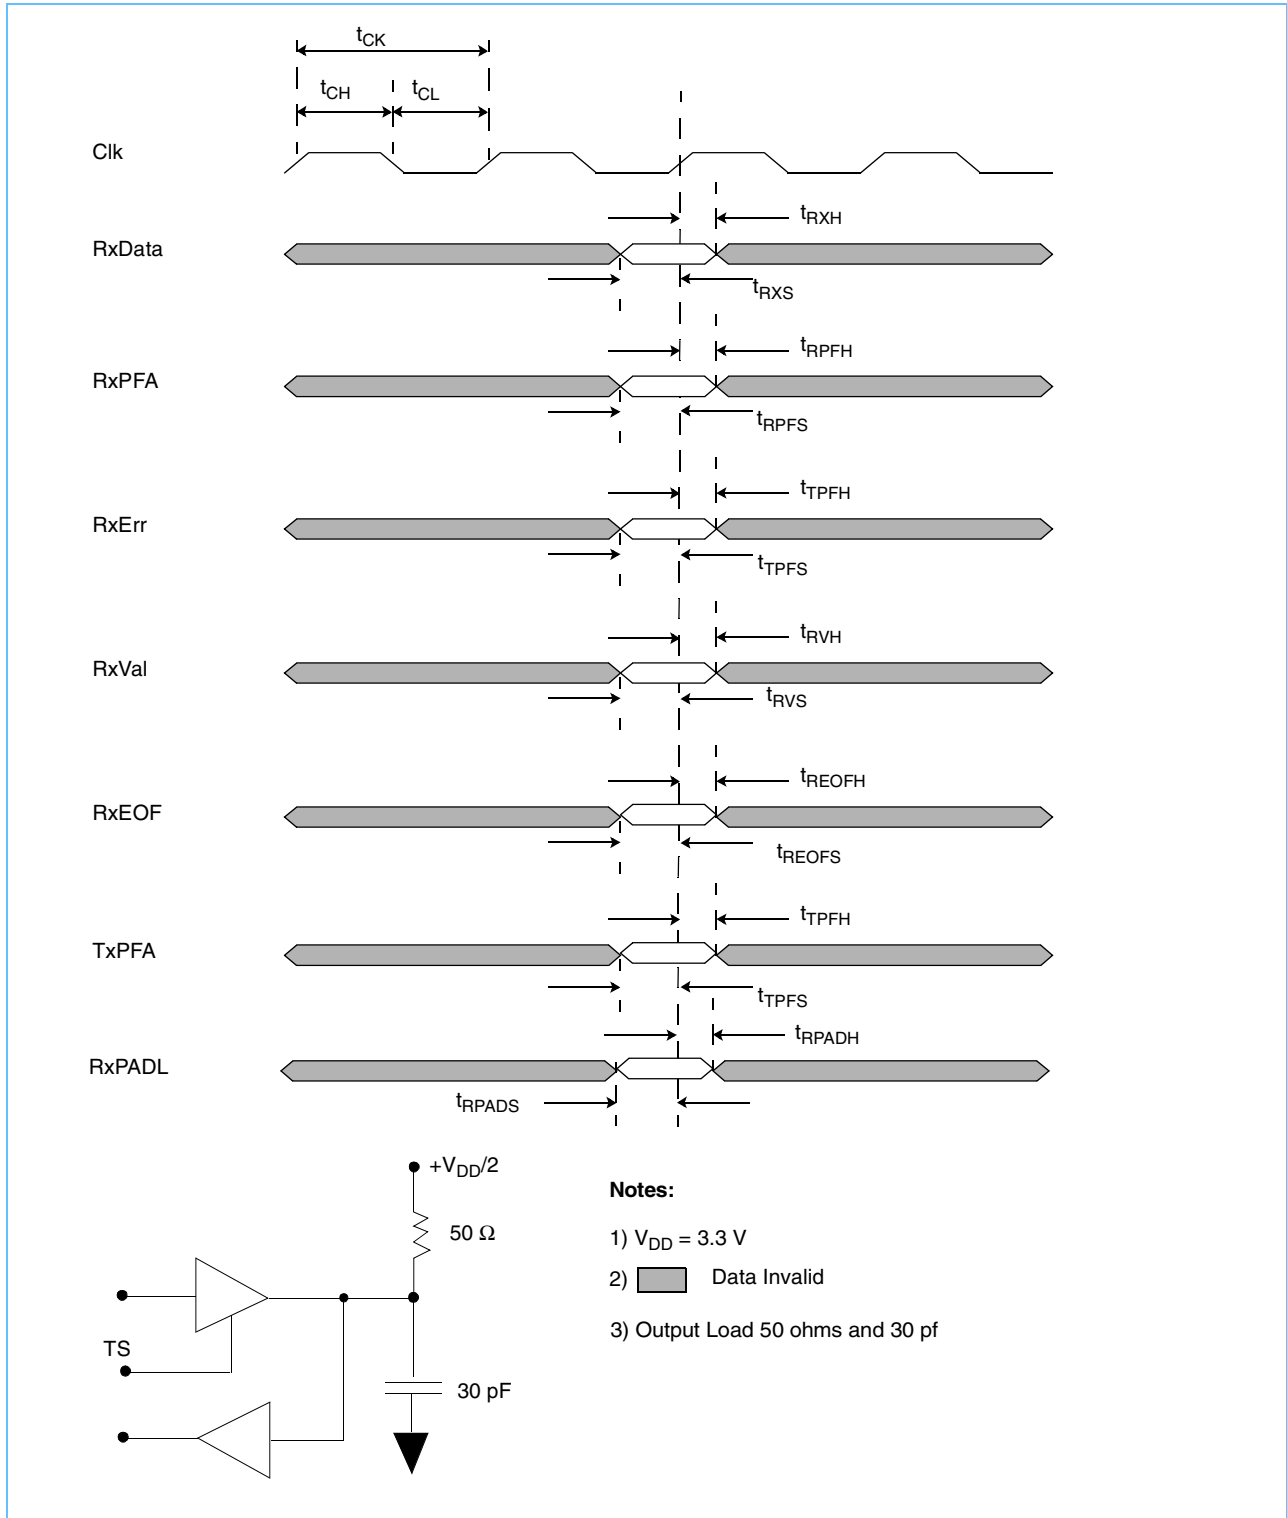 tCK
tCH
tCL
Clk
tRXH
RxData
tRXS
tRPFH
RxPFA
tRPFS
tTPFH
RxErr
tTPFS
tRVH
RxVal
tRVS
tREOFH
RxEOF
tREOFS
tTPFH
TxPFA
tTPFS
tRPADH
RxPADL
tRPADS
+VDD/2
50 Ω
TS
30 pF
Notes:
1) VDD = 3.3 V
2) Data Invalid
3) Output Load 50 ohms and 30 pf